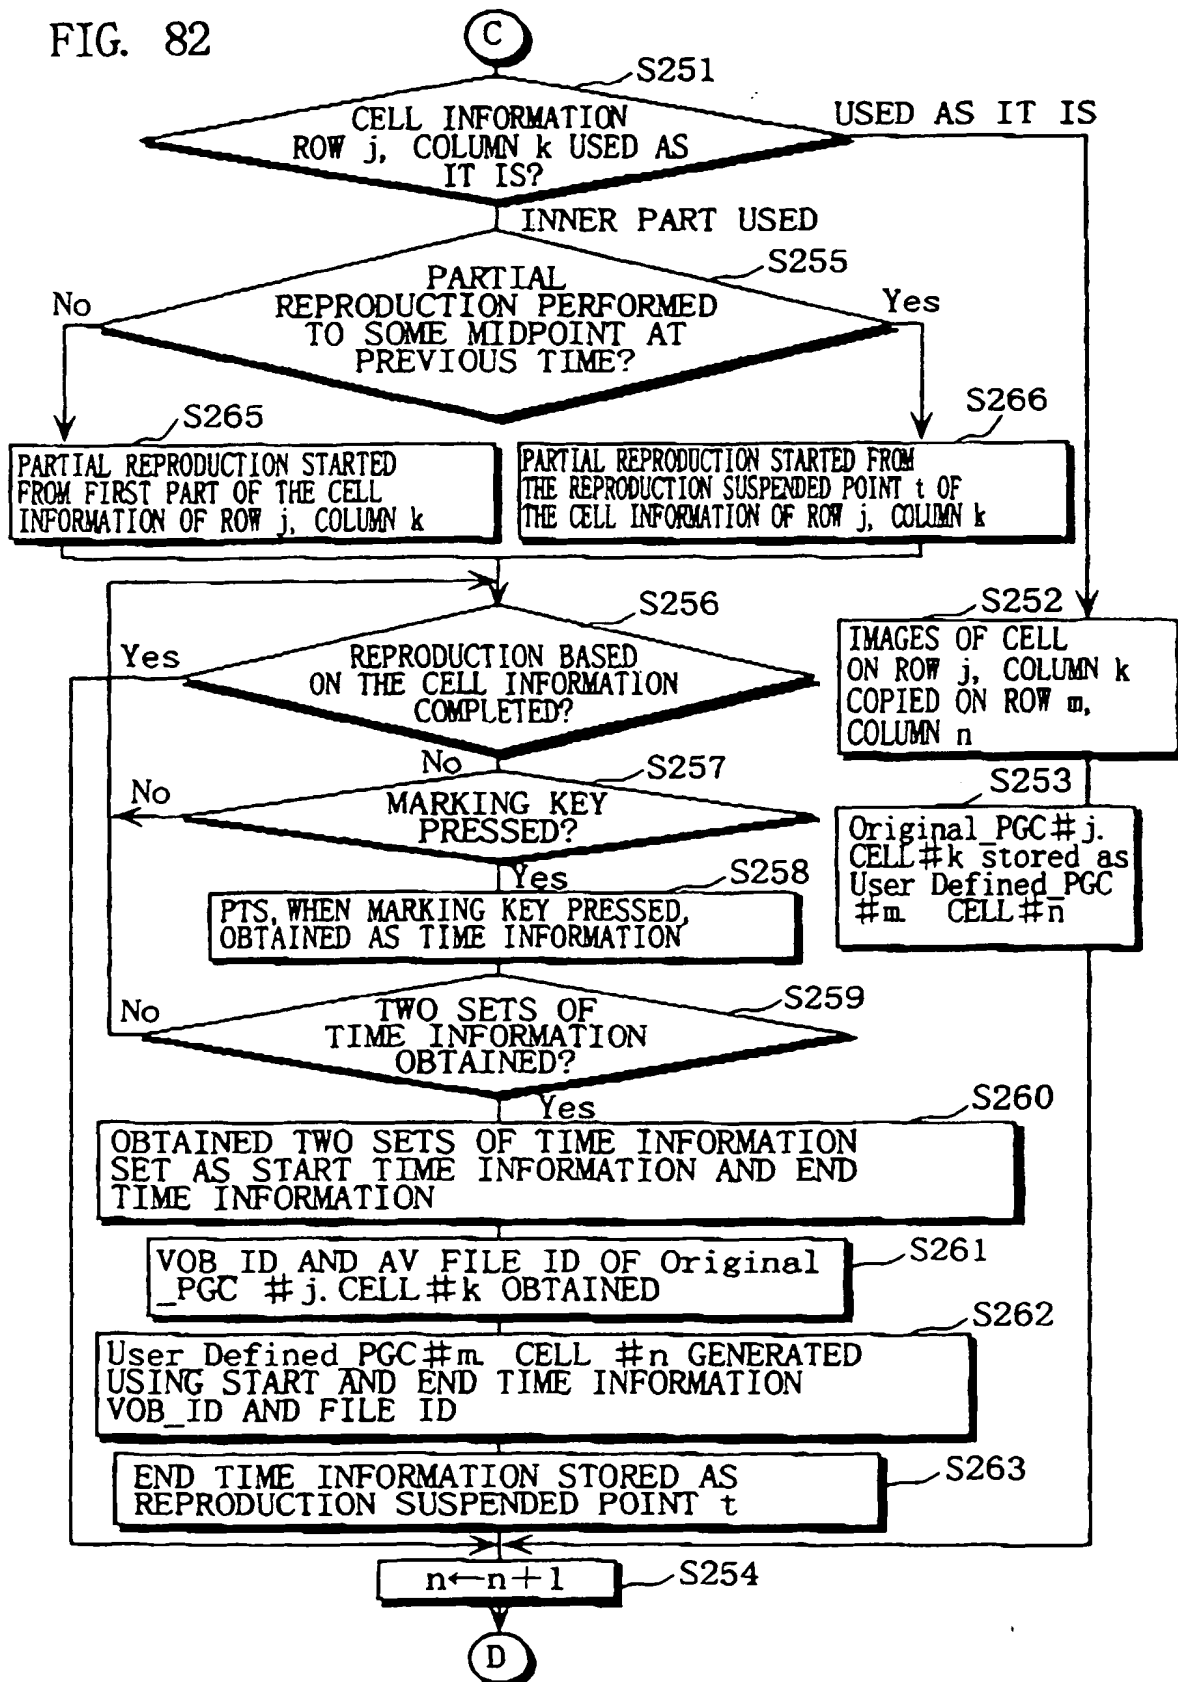 FIG. 82
C
S251
CELL INFORMATION
ROW j, COLUMN k USED AS
IT IS?
USED AS IT IS
INNER PART USED
S255
PARTIAL
REPRODUCTION PERFORMED
TO SOME MIDPOINT AT
PREVIOUS TIME?
No
Yes
S265
PARTIAL REPRODUCTION STARTED
FROM FIRST PART OF THE CELL
INFORMATION OF ROW j, COLUMN k
S266
PARTIAL REPRODUCTION STARTED FROM
THE REPRODUCTION SUSPENDED POINT t OF
THE CELL INFORMATION OF ROW j, COLUMN k
S256
Yes
REPRODUCTION BASED
ON THE CELL INFORMATION
COMPLETED?
No
S252
IMAGES OF CELL
ON ROW j, COLUMN k
COPIED ON ROW m,
COLUMN n
S257
No
MARKING KEY
PRESSED?
Yes
S253
Original_PGC#j.
CELL#k stored as
User Defined_PGC
#m CELL#n
S258
PTS, WHEN MARKING KEY PRESSED,
OBTAINED AS TIME INFORMATION
S259
No
TWO SETS OF
TIME INFORMATION
OBTAINED?
Yes
S260
OBTAINED TWO SETS OF TIME INFORMATION
SET AS START TIME INFORMATION AND END
TIME INFORMATION
S261
VOB_ID AND AV FILE ID OF Original
_PGC #j. CELL#k OBTAINED
S262
User Defined_PGC#m CELL #n GENERATED
USING START AND END TIME INFORMATION
VOB_ID AND FILE ID
S263
END TIME INFORMATION STORED AS
REPRODUCTION SUSPENDED POINT t
S254
n←n+1
D